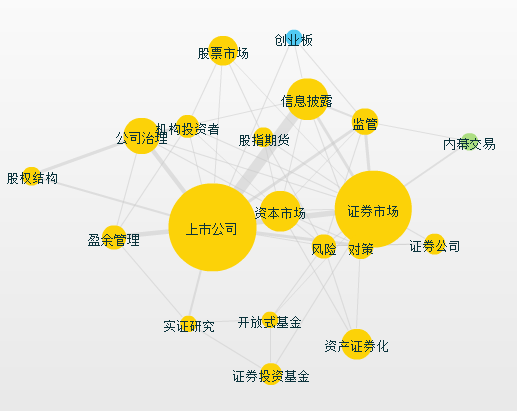 创业板
股票市场
信息披露
监管
机构投资者
公司治理
股指期货
内幕交易
股权结构
资本市场
证券市场
上市公司
盈余管理
风险
对策
证券公司
实证研究
开放式基金
资产证券化
证券投资基金